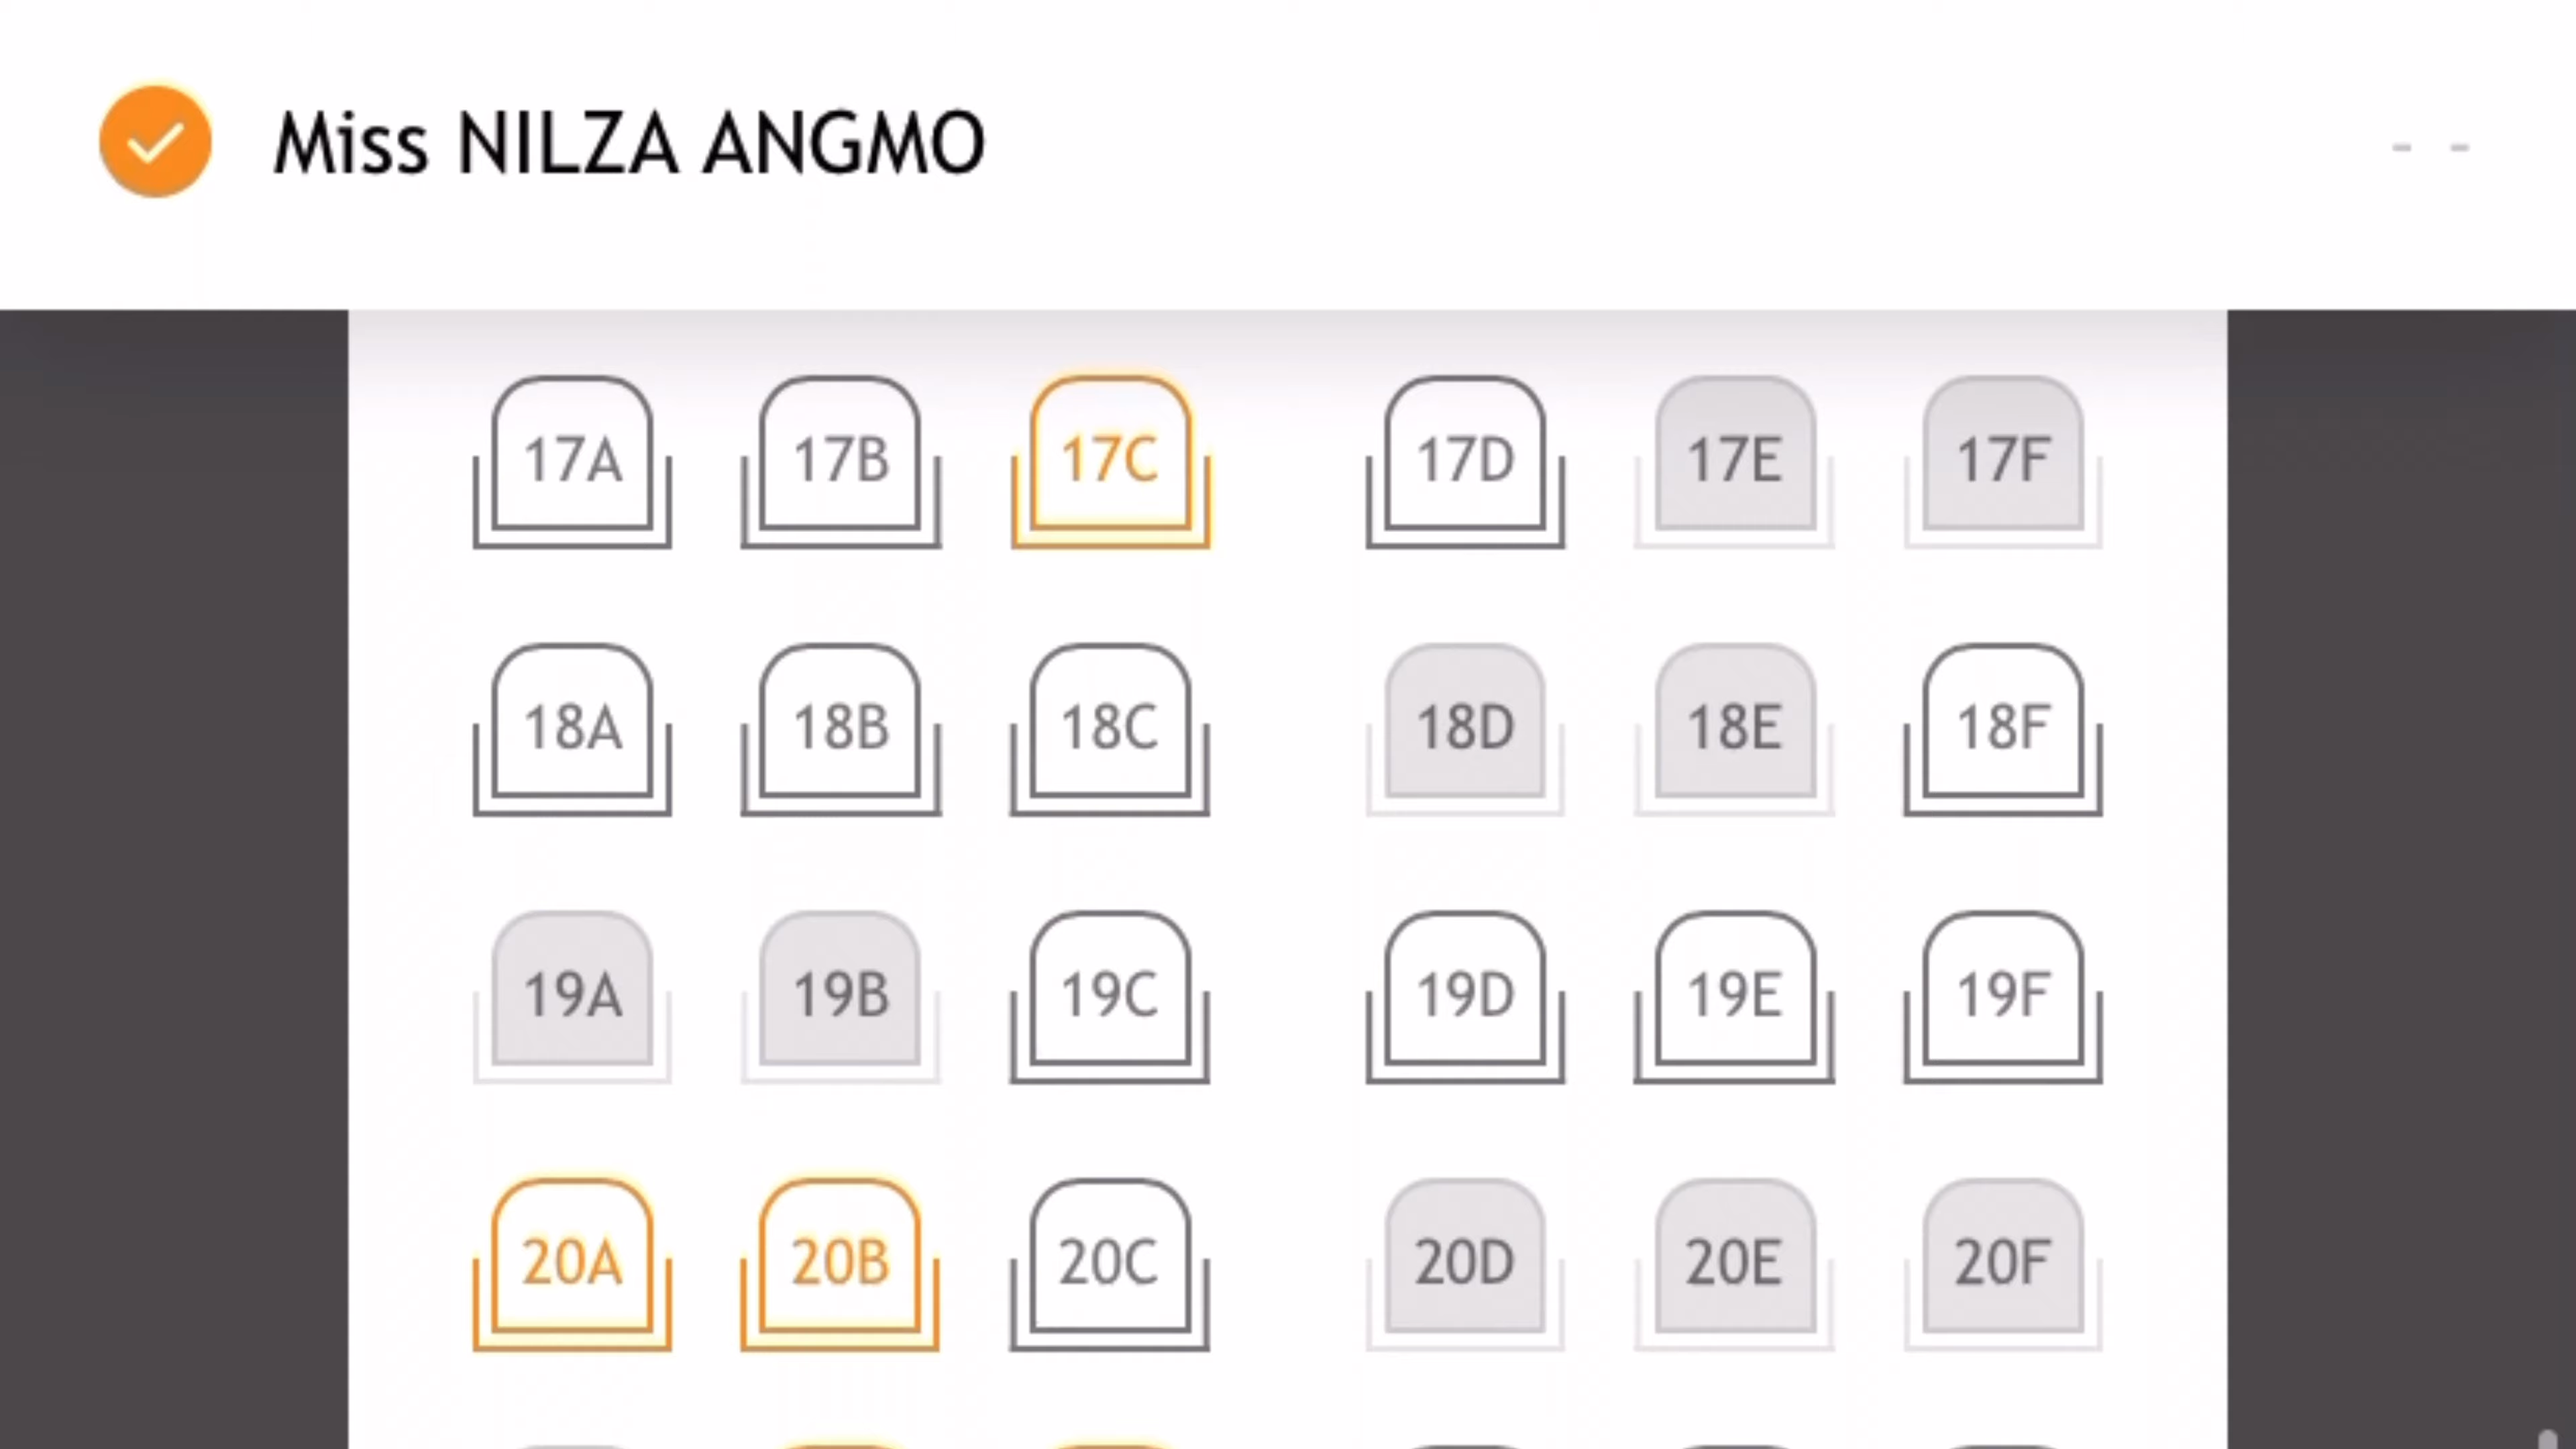 Miss NILZA ANGMO
- -
17A 17B 17C 17D 17E 17F
18A 18B 18C 18D 18E 18F
19A 19B 19C 19D 19E 19F
20A 20B 20C 20D 20E 20F